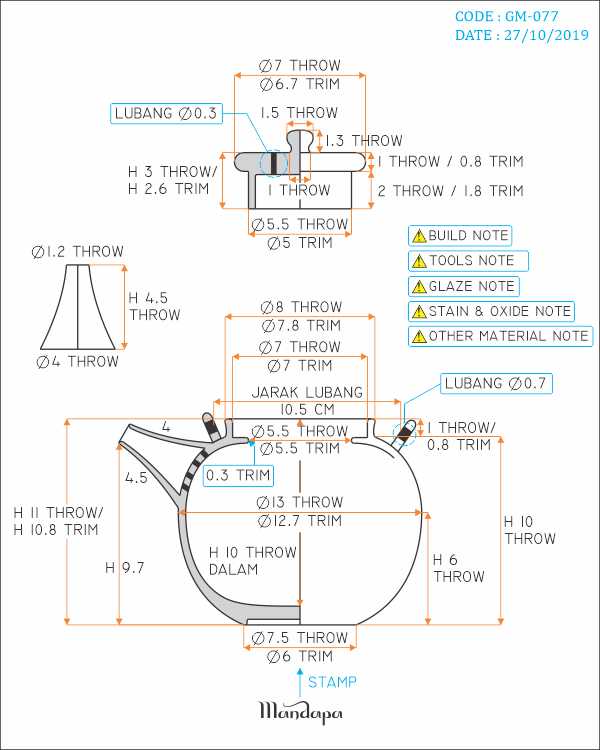 CODE : GM-077
DATE : 27/10/2019
Ø7 THROW
Ø6.7 TRIM
LUBANG Ø0.3
1.5 THROW
1.3 THROW
H 3 THROW/
H 2.6 TRIM
1 THROW
1 THROW / 0.8 TRIM
2 THROW / 1.8 TRIM
Ø5.5 THROW
Ø5 TRIM
BUILD NOTE
TOOLS NOTE
GLAZE NOTE
STAIN & OXIDE NOTE
OTHER MATERIAL NOTE
Ø1.2 THROW
H 4.5
THROW
Ø4 THROW
Ø8 THROW
Ø7.8 TRIM
Ø7 THROW
Ø7 TRIM
JARAK LUBANG
10.5 CM
LUBANG Ø0.7
4
Ø5.5 THROW
Ø5.5 TRIM
1 THROW/
0.8 TRIM
4.5
0.3 TRIM
H 11 THROW/
H 10.8 TRIM
Ø13 THROW
Ø12.7 TRIM
H 10
THROW
H 9.7
H 10 THROW
DALAM
H 6
THROW
Ø7.5 THROW
Ø6 TRIM
STAMP
Mandapa